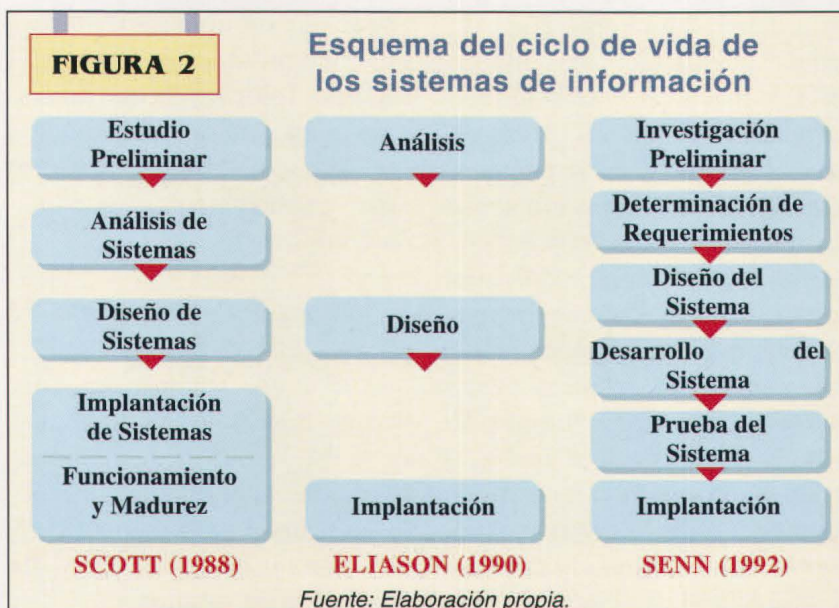 FIGURA 2
Esquema del ciclo de vida de
los sistemas de información
Estudio
Preliminar
Análisis de
Sistemas
Diseño de
Sistemas
Implantación
de Sistemas
Funcionamiento
y Madurez
SCOTT (1988)
Análisis
Diseño
Implantación
ELIASON (1990)
Investigación
Preliminar
Determinación de
Requerimientos
Diseño del
Sistema
Desarrollo del
Sistema
Prueba del
Sistema
Implantación
SENN (1992)
Fuente: Elaboración propia.